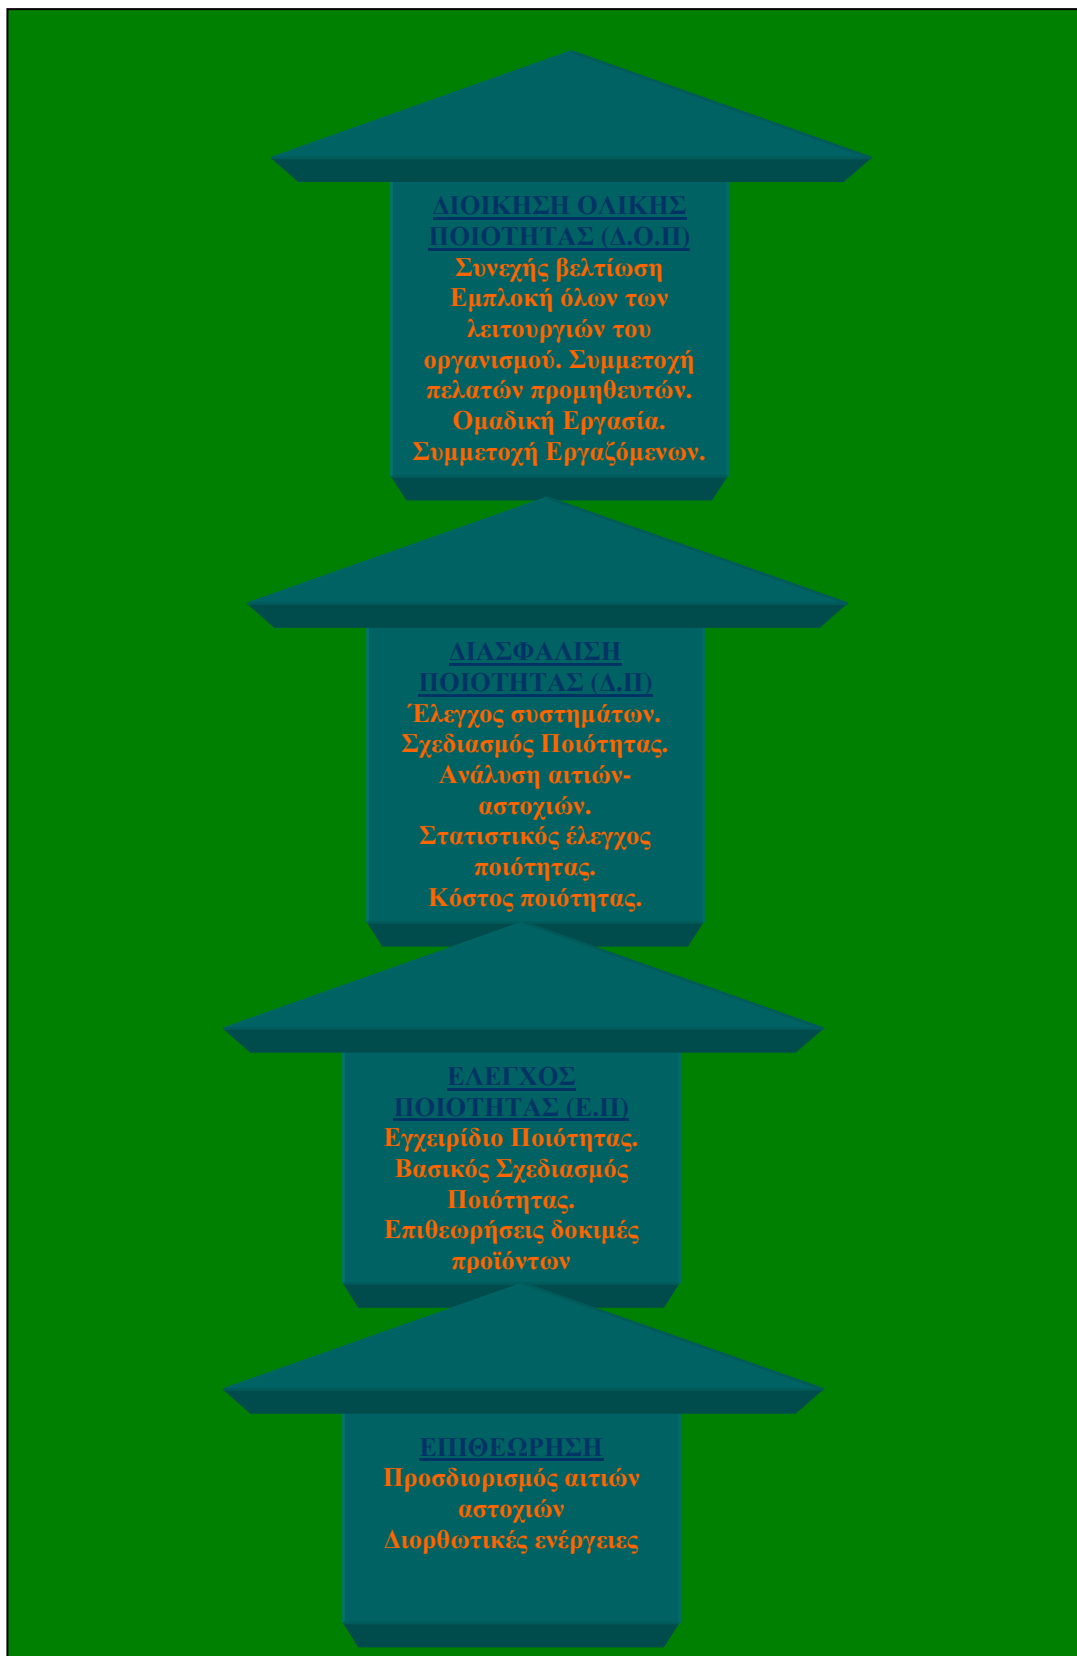 ΔΙΟΙΚΗΣΗ ΟΛΙΚΗΣ
ΠΟΙΟΤΗΤΑΣ (Δ.Ο.Π)
Συνεχής βελτίωση
Εμπλοκή όλων των
λειτουργιών του
οργανισμού. Συμμετοχή
πελατών προμηθευτών.
Ομαδική Εργασία.
Συμμετοχή Εργαζόμενων.
ΔΙΑΣΦΑΛΙΣΗ
ΠΟΙΟΤΗΤΑΣ (Δ.Π)
Έλεγχος συστημάτων.
Σχεδιασμός Ποιότητας.
Ανάλυση αιτιών-
αστοχιών.
Στατιστικός έλεγχος
ποιότητας.
Κόστος ποιότητας.
ΕΛΕΓΧΟΣ
ΠΟΙΟΤΗΤΑΣ (Ε.Π)
Εγχειρίδιο Ποιότητας.
Βασικός Σχεδιασμός
Ποιότητας.
Επιθεωρήσεις δοκιμές
προϊόντων
ΕΠΙΘΕΩΡΗΣΗ
Προσδιορισμός αιτιών
αστοχιών
Διορθωτικές ενέργειες